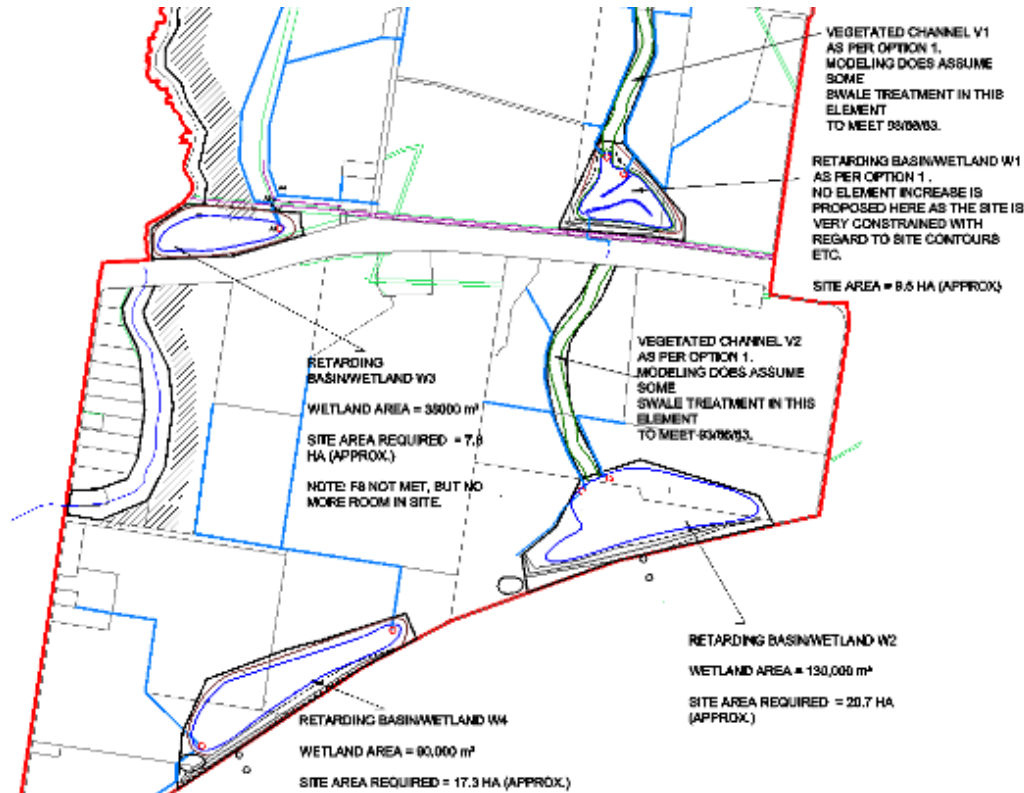 VEGETATED CHANNEL V1
AS PER OPTION 1.
MODELING DOES ASSUME
SOME
SWALE TREATMENT IN THIS
ELEMENT
TO MEET
RETARDING BASIN/WETLAND W1
AS PER OPTION 1 .
NO ELEMENT INCREASE IS
PROPOSED HERE AS THE SITE IS
VERY CONSTRAINED WITH
REGARD TO SITE CONTOURS
ETC.
SITE AREA = HA (APPROX)
VEGETATED CHANNEL V2
AS PER OPTION 1.
MODELING DOES ASSUME
SOME
SWALE TREATMENT IN THIS
ELEMENT
TO MEET
RETARDING
BASIN/WETLAND W3
WETLAND AREA = m²
SITE AREA REQUIRED =
HA (APPROX.)
NOTE: NOT MET, BUT NO
MORE ROOM IN SITE.
RETARDING BASIN/WETLAND W2
WETLAND AREA = 130,000 m²
SITE AREA REQUIRED = 20.7 HA
(APPROX.)
RETARDING BASIN/WETLAND W4
WETLAND AREA = m²
SITE AREA REQUIRED = 17.3 HA (APPROX.)